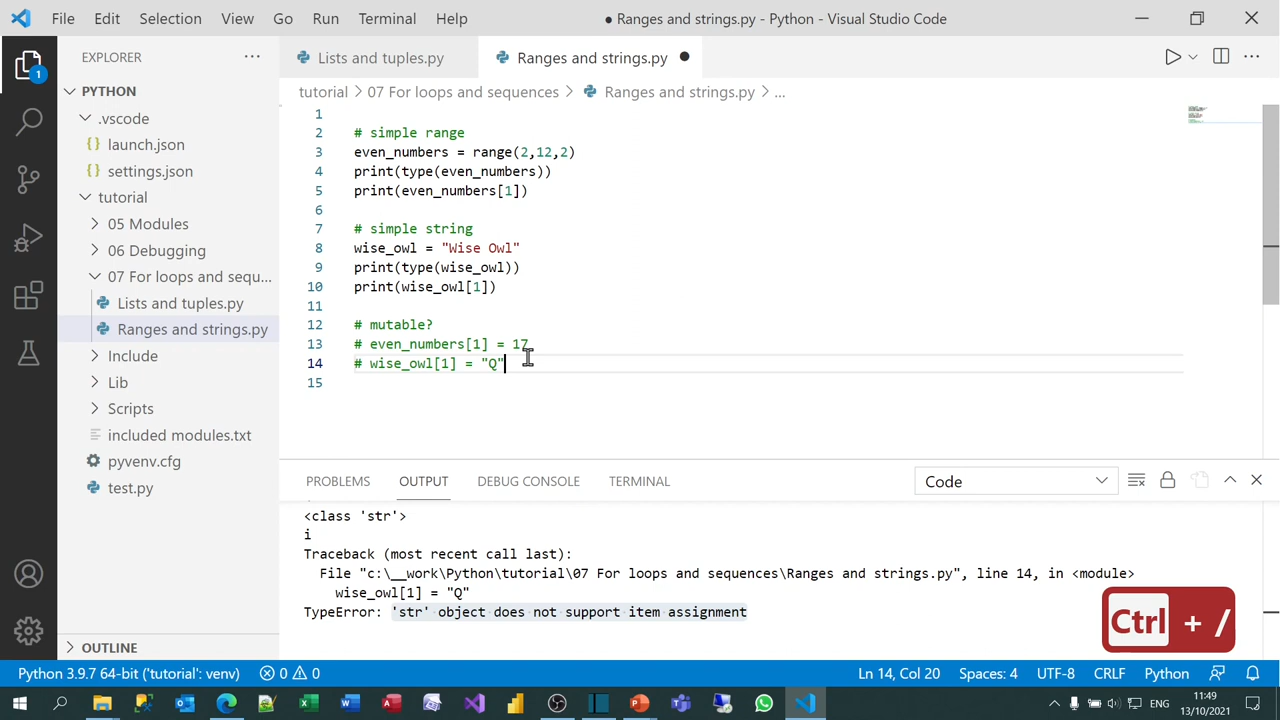 File Edit Selection View Go Run Terminal Help
● Ranges and strings.py - Python - Visual Studio Code
EXPLORER
1
PYTHON
.vscode
{} launch.json
{} settings.json
tutorial
05 Modules
06 Debugging
07 For loops and sequ...
Lists and tuples.py
Ranges and strings.py
Include
Lib
Scripts
included modules.txt
pyvenv.cfg
test.py
OUTLINE
Lists and tuples.py
Ranges and strings.py ●
tutorial > 07 For loops and sequences > Ranges and strings.py > ...
1
2 # simple range
3 even_numbers = range(2,12,2)
4 print(type(even_numbers))
5 print(even_numbers[1])
6
7 # simple string
8 wise_owl = "Wise Owl"
9 print(type(wise_owl))
10 print(wise_owl[1])
11
12 # mutable?
13 # even_numbers[1] = 17
14 # wise_owl[1] = "Q"
15
PROBLEMS OUTPUT DEBUG CONSOLE TERMINAL
Code
<class 'str'>
i
Traceback (most recent call last):
File "c:\__work\Python\tutorial\07 For loops and sequences\Ranges and strings.py", line 14, in <module>
wise_owl[1] = "Q"
TypeError: 'str' object does not support item assignment
Ctrl + /
Python 3.9.7 64-bit ('tutorial': venv) 0 0 Ln 14, Col 20 Spaces: 4 UTF-8 CRLF Python
ENG
11:49
13/10/2021